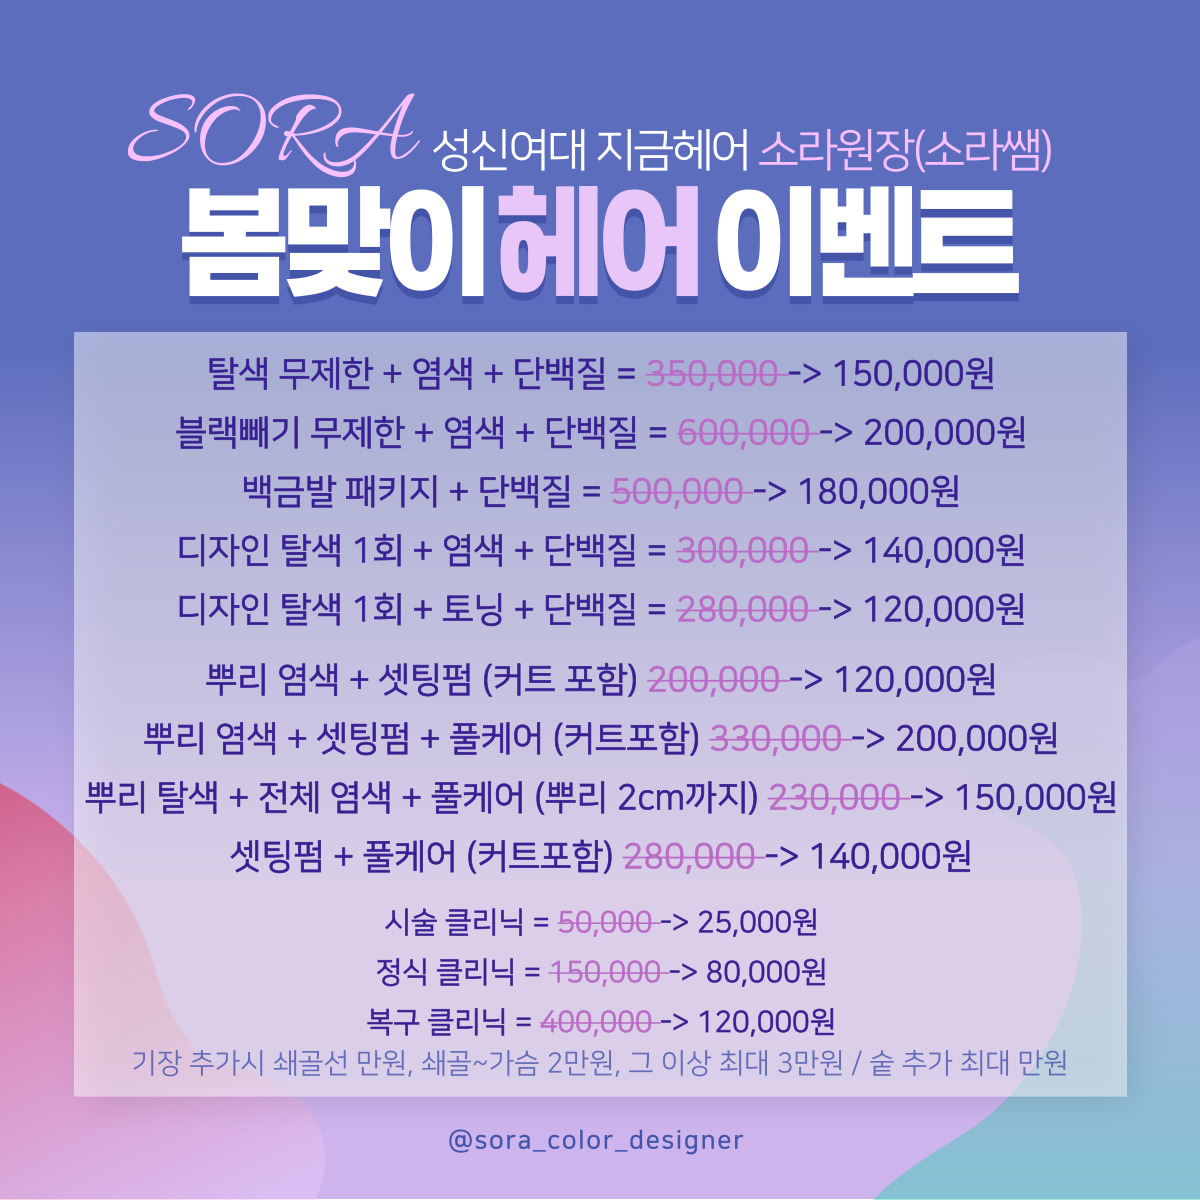 SORA 성신여대 지금헤어 소라원장(소라쌤)
봄맞이 헤어 이벤트
탈색 무제한 + 염색 + 단백질 = 350,000 -> 150,000원
블랙빼기 무제한 + 염색 + 단백질 = 600,000 -> 200,000원
백금발 패키지 + 단백질 = 500,000 -> 180,000원
디자인 탈색 1회 + 염색 + 단백질 = 300,000 -> 140,000원
디자인 탈색 1회 + 토닝 + 단백질 = 280,000 -> 120,000원
뿌리 염색 + 셋팅펌 (커트 포함) 200,000 -> 120,000원
뿌리 염색 + 셋팅펌 + 풀케어 (커트포함) 330,000 -> 200,000원
뿌리 탈색 + 전체 염색 + 풀케어 (뿌리 2cm까지) 230,000 -> 150,000원
셋팅펌 + 풀케어 (커트포함) 280,000 -> 140,000원
시술 클리닉 = 50,000 -> 25,000원
정식 클리닉 = 150,000 -> 80,000원
복구 클리닉 = 400,000 -> 120,000원
기장 추가시 쇄골선 만원, 쇄골~가슴 2만원, 그 이상 최대 3만원 / 숱 추가 최대 만원
@sora_color_designer